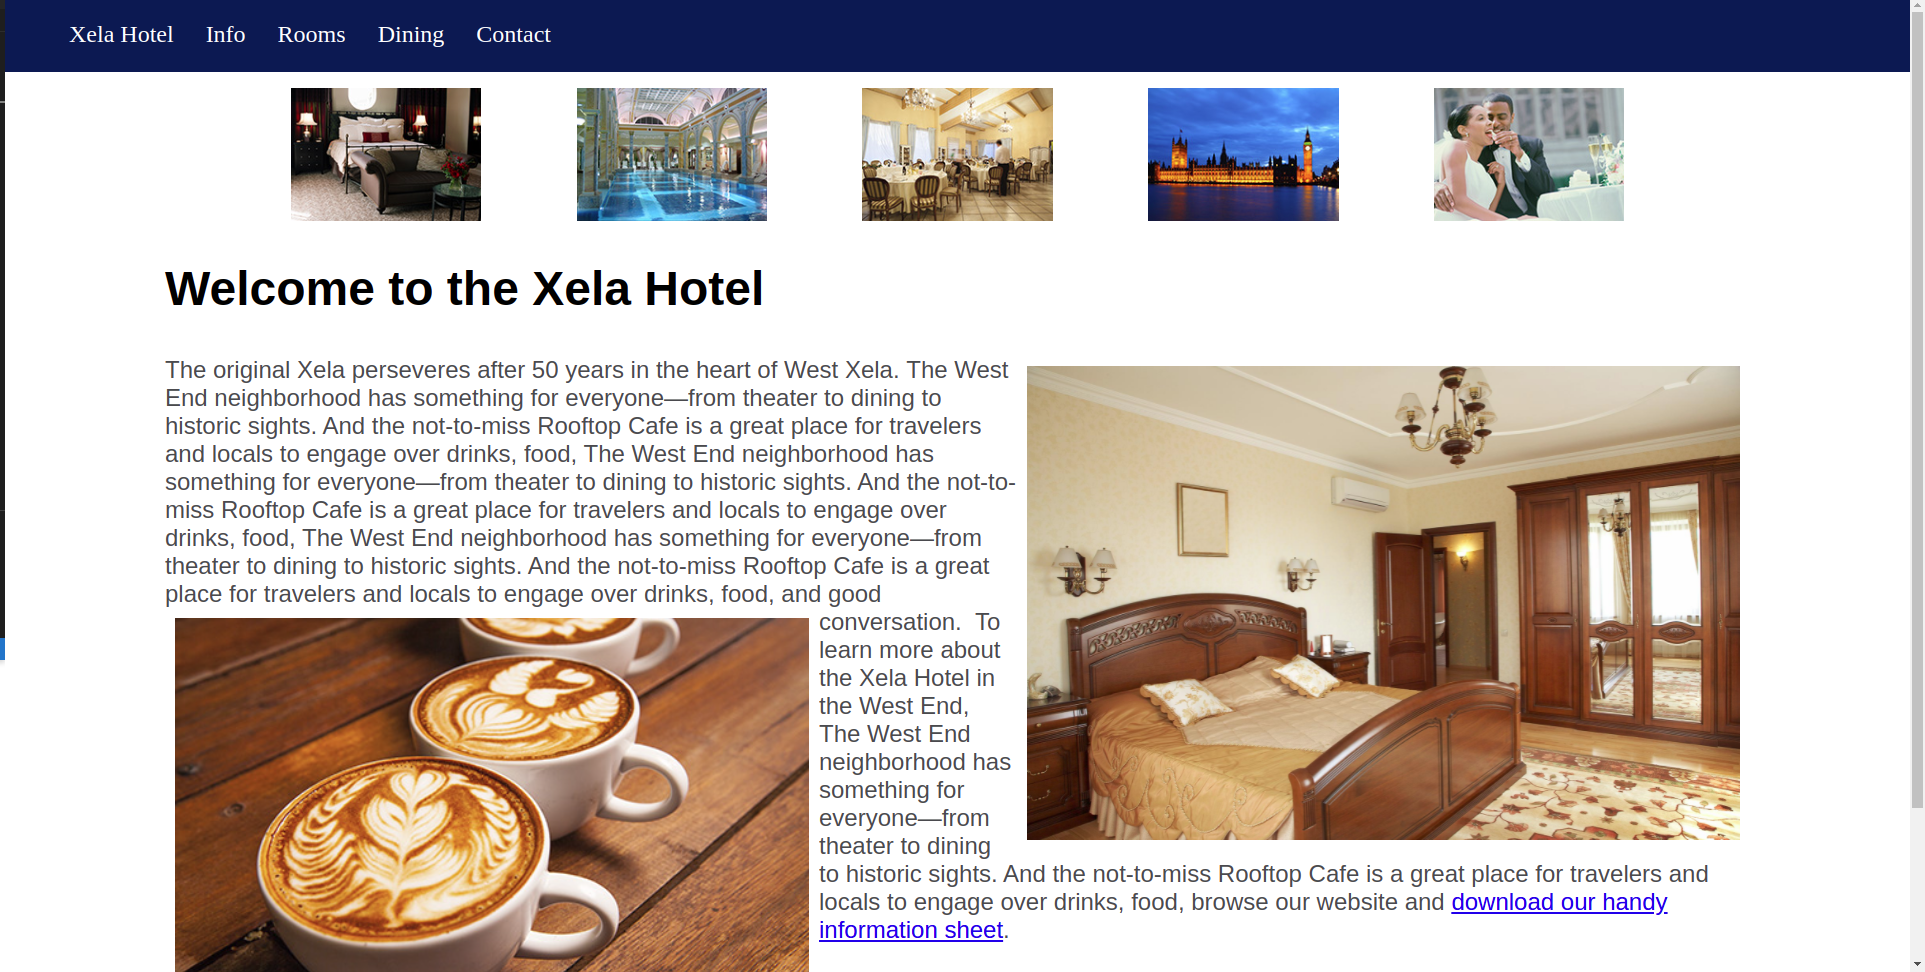 Xela Hotel Info Rooms Dining Contact
Welcome to the Xela Hotel
The original Xela perseveres after 50 years in the heart of West Xela. The West
End neighborhood has something for everyone—from theater to dining to
historic sights. And the not-to-miss Rooftop Cafe is a great place for travelers
and locals to engage over drinks, food, The West End neighborhood has
something for everyone—from theater to dining to historic sights. And the not-to-
miss Rooftop Cafe is a great place for travelers and locals to engage over
drinks, food, The West End neighborhood has something for everyone—from
theater to dining to historic sights. And the not-to-miss Rooftop Cafe is a great
place for travelers and locals to engage over drinks, food, and good
conversation.  To
learn more about
the Xela Hotel in
the West End,
The West End
neighborhood has
something for
everyone—from
theater to dining
to historic sights. And the not-to-miss Rooftop Cafe is a great place for travelers and
locals to engage over drinks, food, browse our website and download our handy
information sheet.